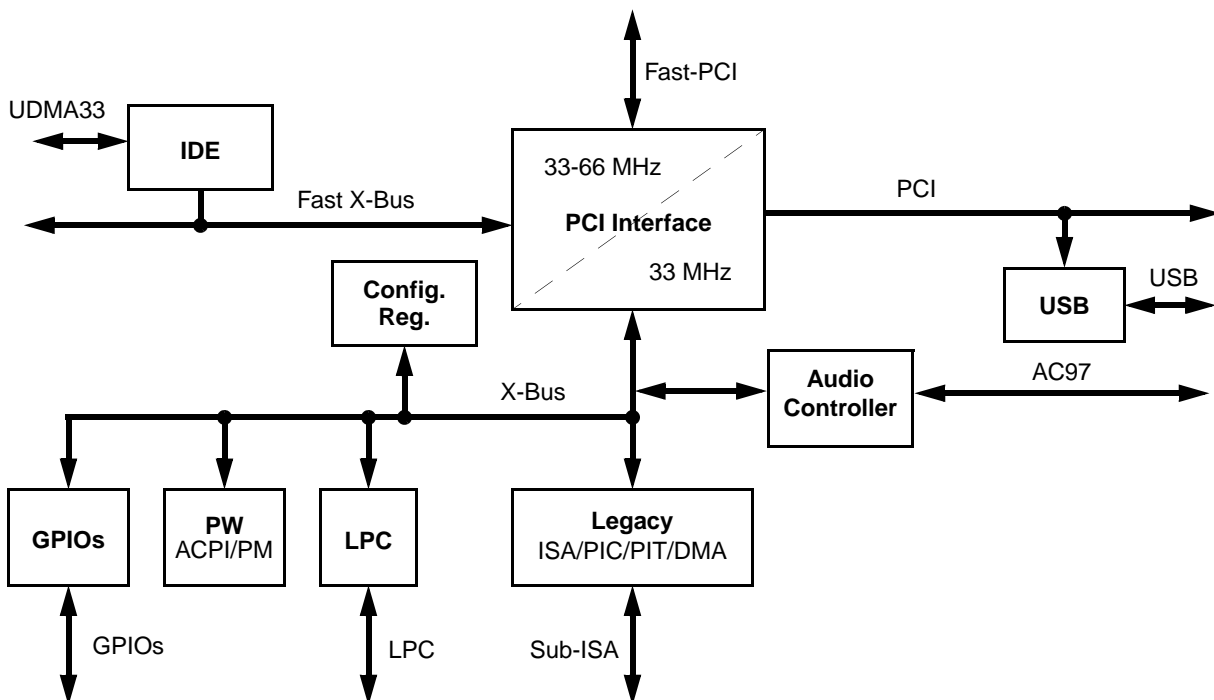 Fast-PCI
UDMA33
IDE
33-66 MHz
PCI
Fast X-Bus
PCI Interface
33 MHz
USB
USB
Config.
Reg.
Audio
Controller
AC97
X-Bus
GPIOs
PW
ACPI/PM
LPC
Legacy
ISA/PIC/PIT/DMA
GPIOs
LPC
Sub-ISA